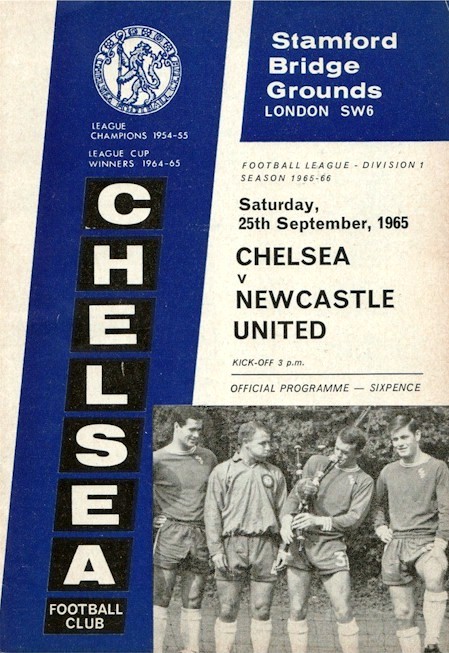 LEAGUE
CHAMPIONS 1954-55
LEAGUE CUP
WINNERS 1964-65
CHELSEA
FOOTBALL
CLUB
Stamford
Bridge
Grounds
LONDON SW6
FOOTBALL LEAGUE - DIVISION 1
SEASON 1965-66
Saturday,
25th September, 1965
CHELSEA
v
NEWCASTLE
UNITED
KICK-OFF 3 p.m.
OFFICIAL PROGRAMME — SIXPENCE